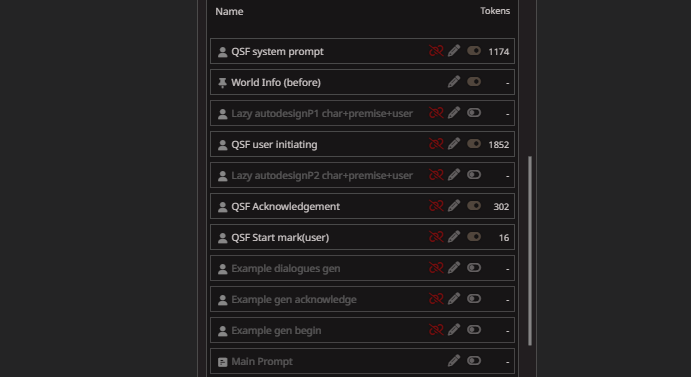 Name Tokens
QSF system prompt 1174
World Info (before) -
Lazy autodesignP1 char+premise+user -
QSF user initiating 1852
Lazy autodesignP2 char+premise+user -
QSF Acknowledgement 302
QSF Start mark(user) 16
Example dialogues gen -
Example gen acknowledge -
Example gen begin -
Main Prompt -